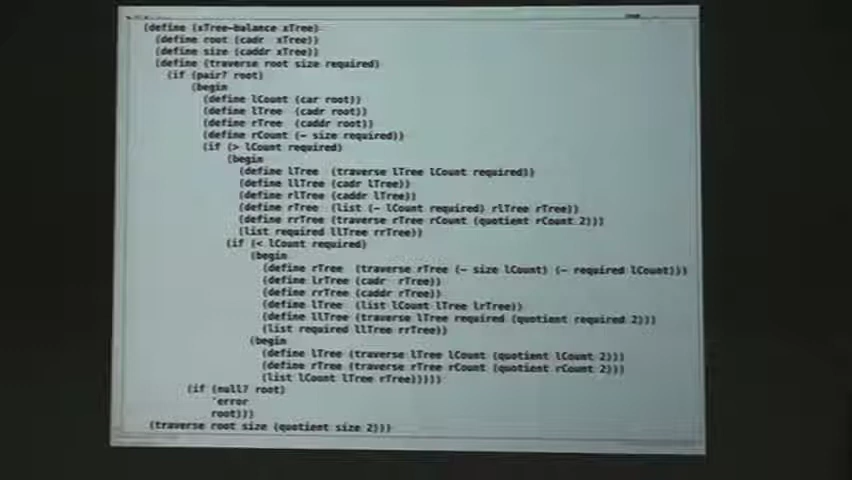 (define (xTree-balance xTree)
(define root (cadr xTree))
(define size (caddr xTree))
(define (traverse root size required)
(if (pair? root)
(begin
(define lCount (car root))
(define lTree (cadr root))
(define rTree (caddr root))
(define rCount (- size required))
(if (> lCount required)
(begin
(define lTree (traverse lTree lCount required))
(define llTree (cadr lTree))
(define rlTree (caddr lTree))
(define rTree (list (- lCount required) rlTree rTree))
(define rrTree (traverse rTree rCount (quotient rCount 2)))
(list required llTree rrTree))
(if (< lCount required)
(begin
(define rTree (traverse rTree (- size lCount) (- required lCount)))
(define lrTree (cadr rTree))
(define rrTree (caddr rTree))
(define lTree (list lCount lTree lrTree))
(define llTree (traverse lTree required (quotient required 2)))
(list required llTree rrTree))
(begin
(define lTree (traverse lTree lCount (quotient lCount 2)))
(define rTree (traverse rTree rCount (quotient rCount 2)))
(list lCount lTree rTree)))))
(if (null? root)
'error
root)))
(traverse root size (quotient size 2)))